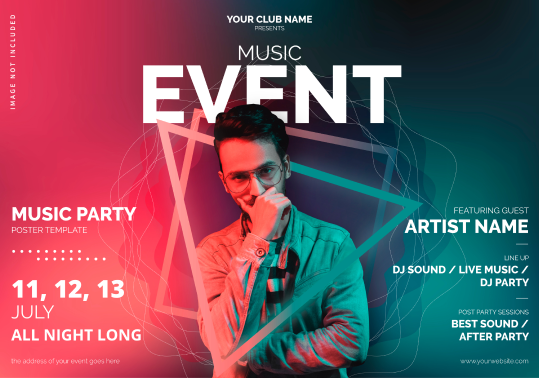 IMAGE NOT INCLUDED
YOUR CLUB NAME
PRESENTS
MUSIC
EVENT
MUSIC PARTY
POSTER TEMPLATE
11, 12, 13
JULY
ALL NIGHT LONG
the address of your event goes here
FEATURING GUEST
ARTIST NAME
LINE UP
DJ SOUND / LIVE MUSIC /
DJ PARTY
POST PARTY SESSIONS
BEST SOUND /
AFTER PARTY
www.yourwebsite.com